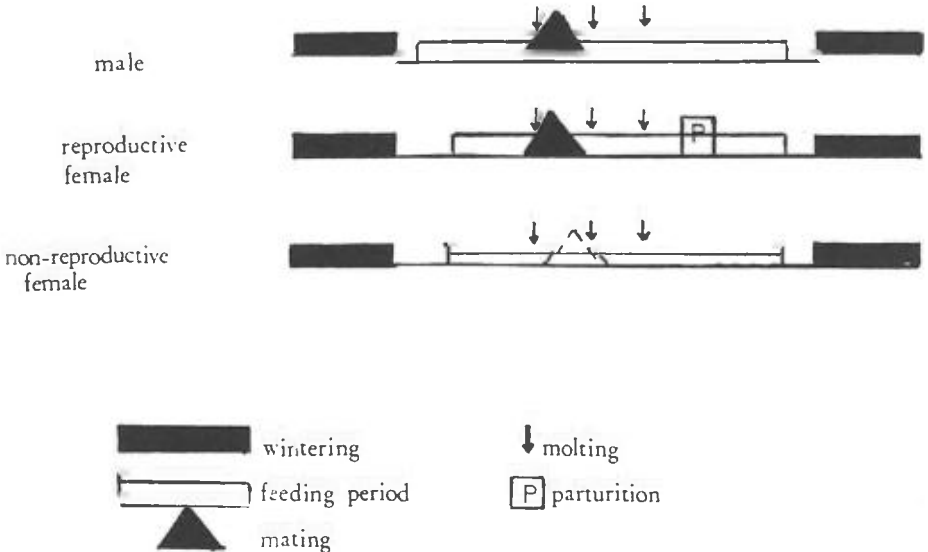 male
reproductive
female
P
non-reproductive
female
wintering
molting
feeding period
P parturition
mating